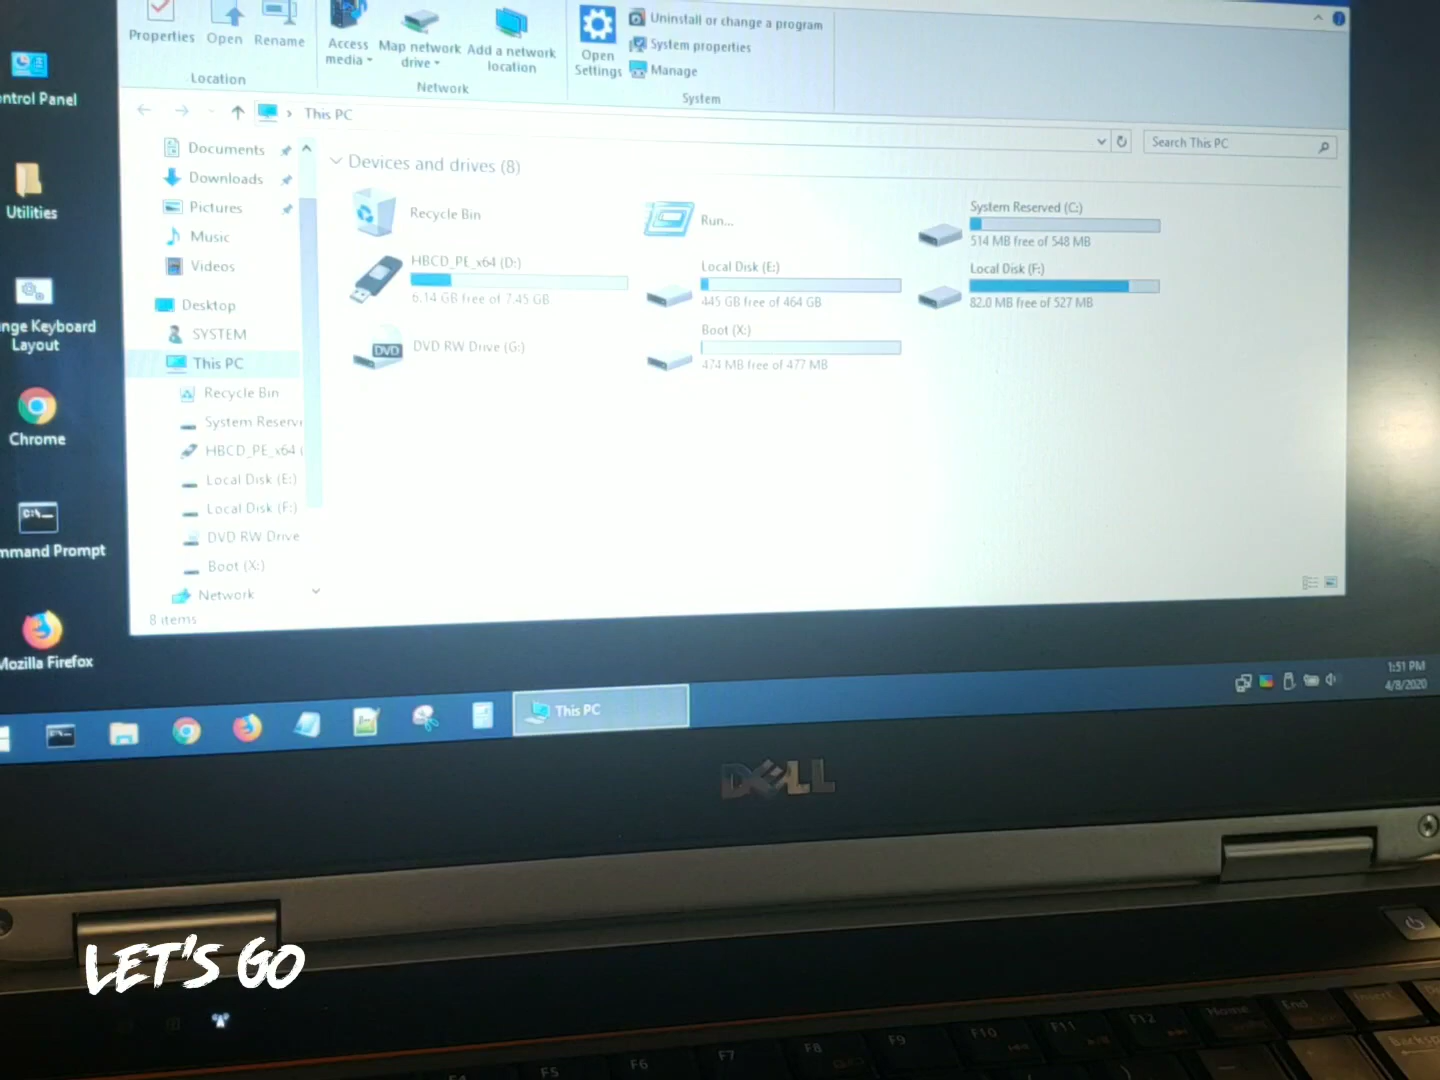 Properties Open Rename
Location
Access media
Map network drive
Add a network location
Network
Open Settings
Uninstall or change a program
System properties
Manage
System
This PC
Search This PC
ntrol Panel
Utilities
nge Keyboard
Layout
Chrome
mmand Prompt
Mozilla Firefox
Documents
Downloads
Pictures
Music
Videos
Desktop
SYSTEM
This PC
Recycle Bin
System Reserv
HBCD_PE_x64 (
Local Disk (E:)
Local Disk (F:)
DVD RW Drive
Boot (X:)
Network
8 items
Devices and drives (8)
Recycle Bin
Run...
System Reserved (C:)
514 MB free of 548 MB
HBCD_PE_x64 (D:)
6.14 GB free of 7.45 GB
Local Disk (E:)
445 GB free of 464 GB
Local Disk (F:)
82.0 MB free of 527 MB
DVD
DVD RW Drive (G:)
Boot (X:)
474 MB free of 477 MB
This PC
1:51 PM
4/8/2020
DELL
LET'S GO
F5 F6 F7 F8 F9 F10 F11 F12 Home End Insert
Backsp